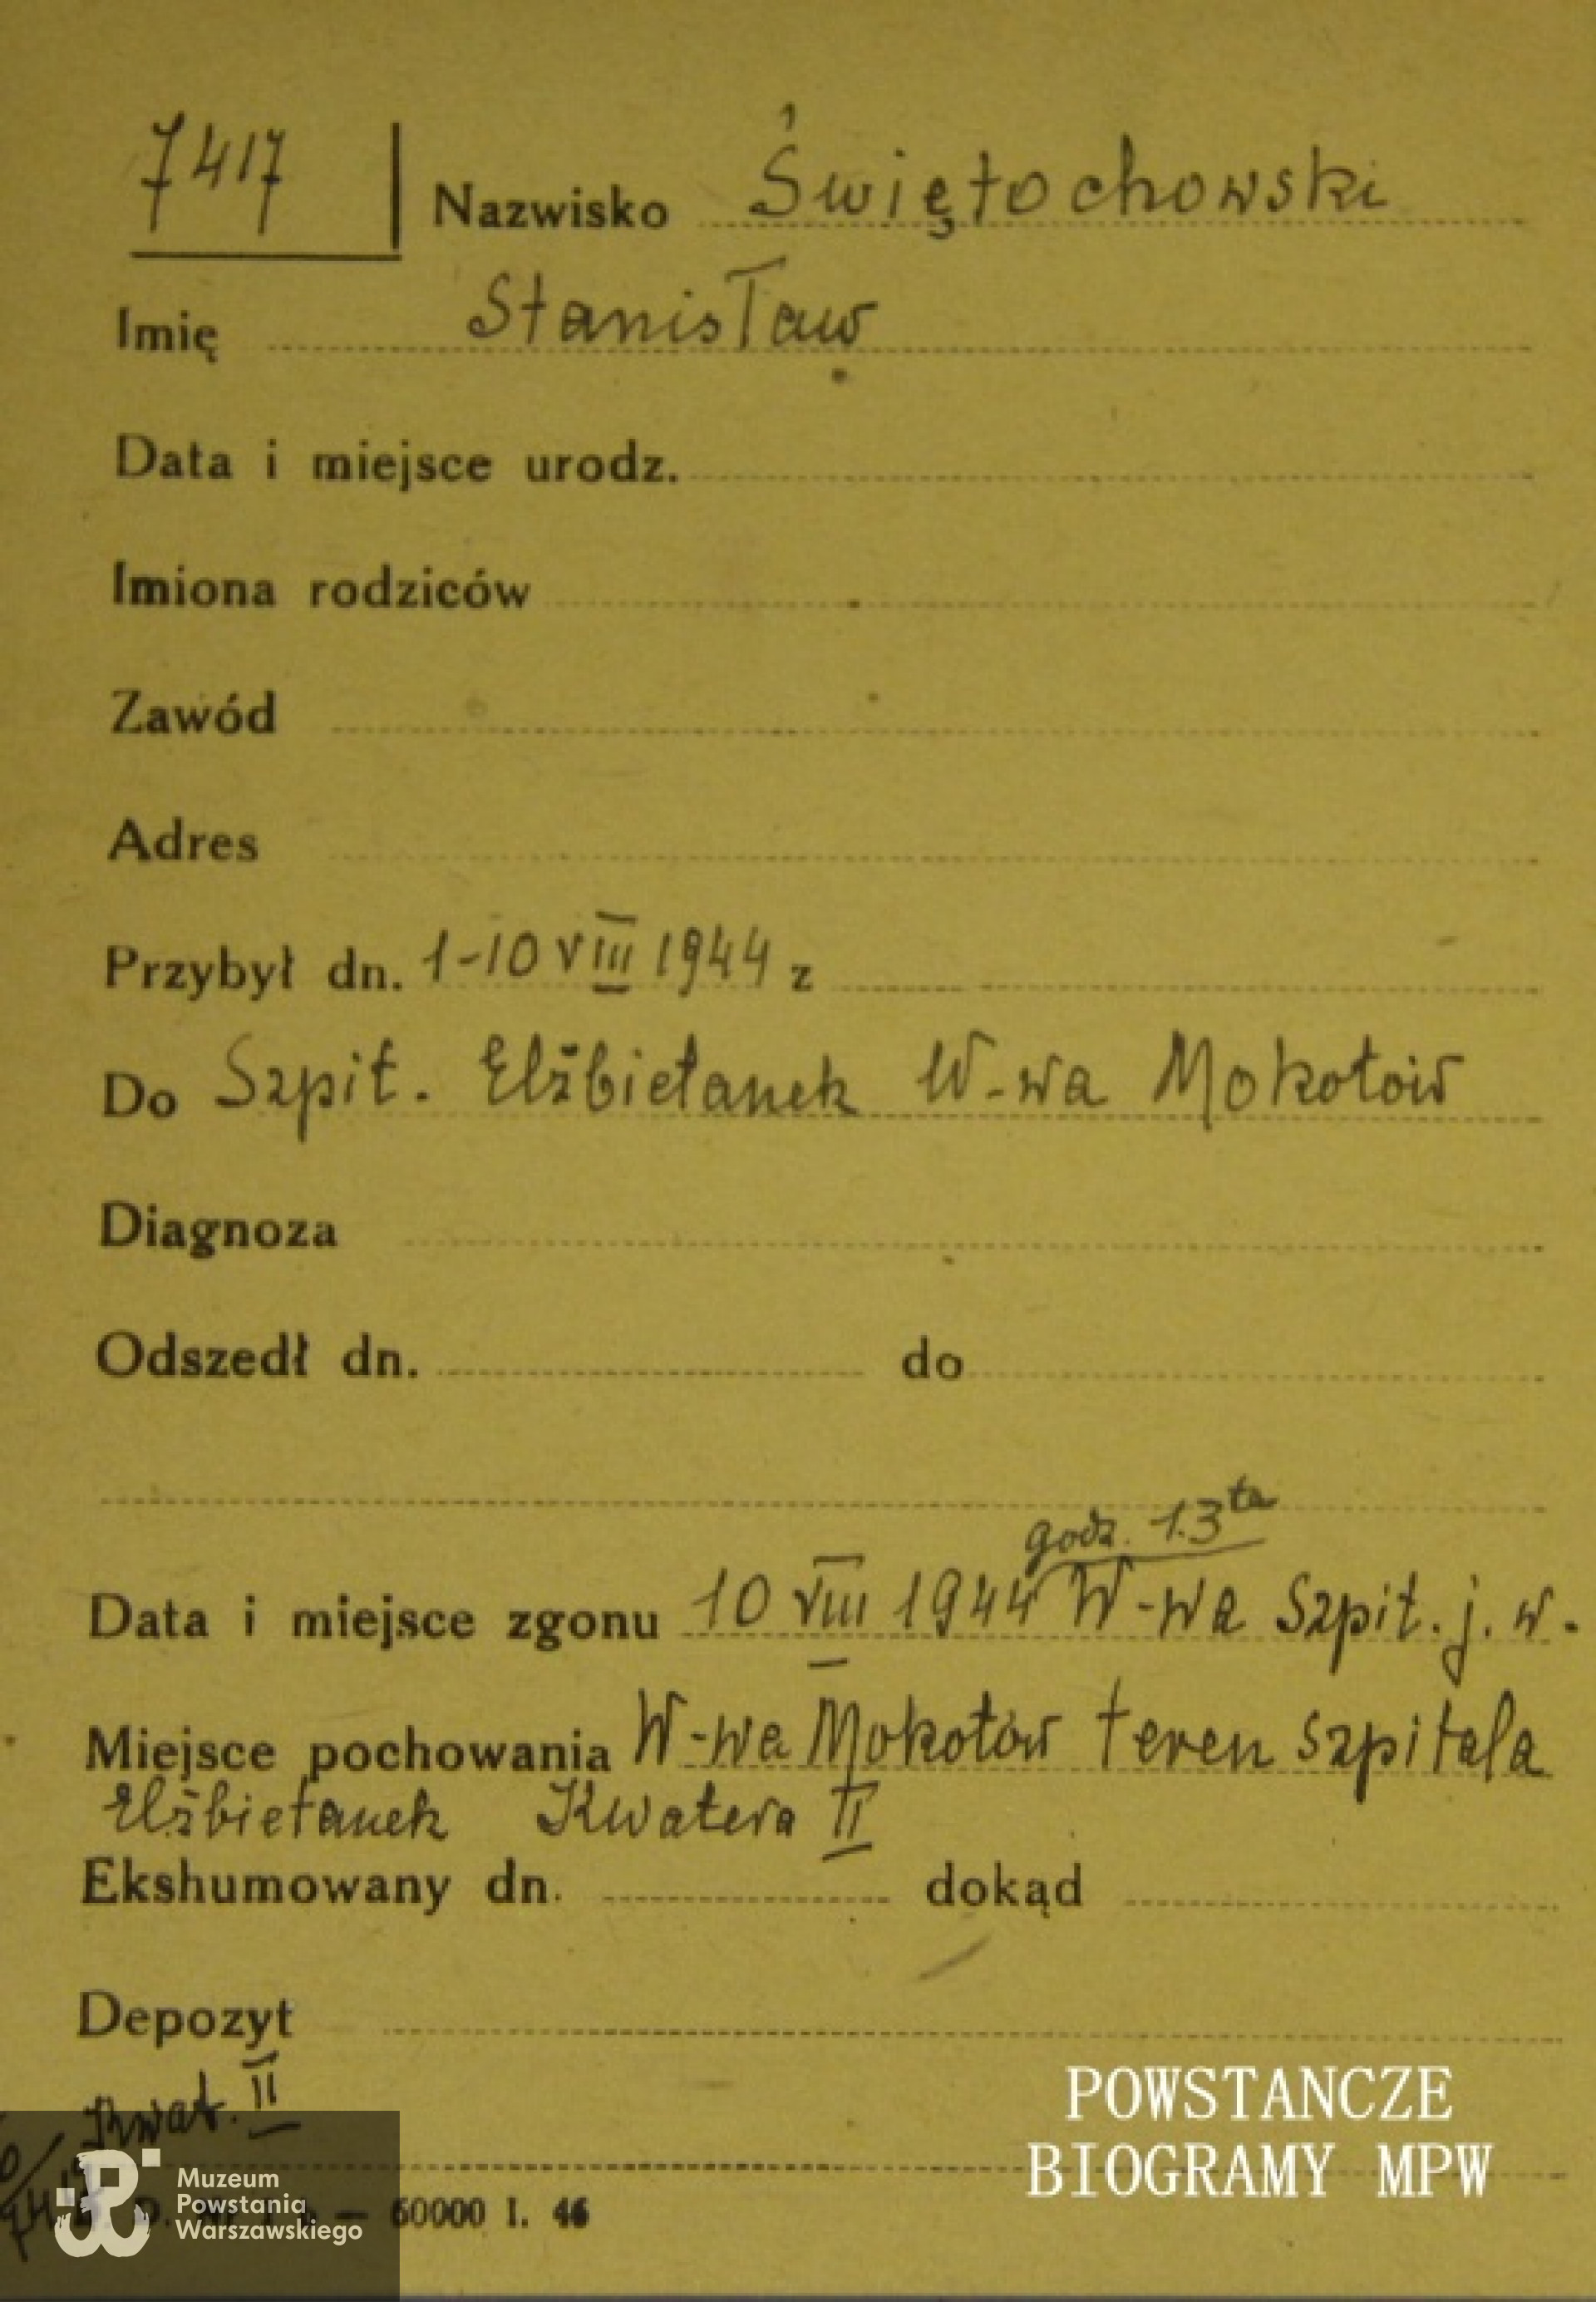 7417
Nazwisko Świętochowski
Imię Stanisław
Data i miejsce urodz.
Imiona rodziców
Zawód
Adres
Przybył dn. 1-10 VIII 1944 z
Do Szpit. Elżbietanek W-wa Mokotów
Diagnoza
Odszedł dn. do
godz. 13ta
Data i miejsce zgonu 10 VIII 1944 W-wa Szpit. j. w.
Miejsce pochowania W-wa Mokotów teren szpitala
Elżbietanek Kwatera II
Ekshumowany dn. dokąd
Depozyt
Kwat. II
POWSTANCZE
BIOGRAMY MPW
Muzeum
Powstania
Warszawskiego
— 60000 I. 46